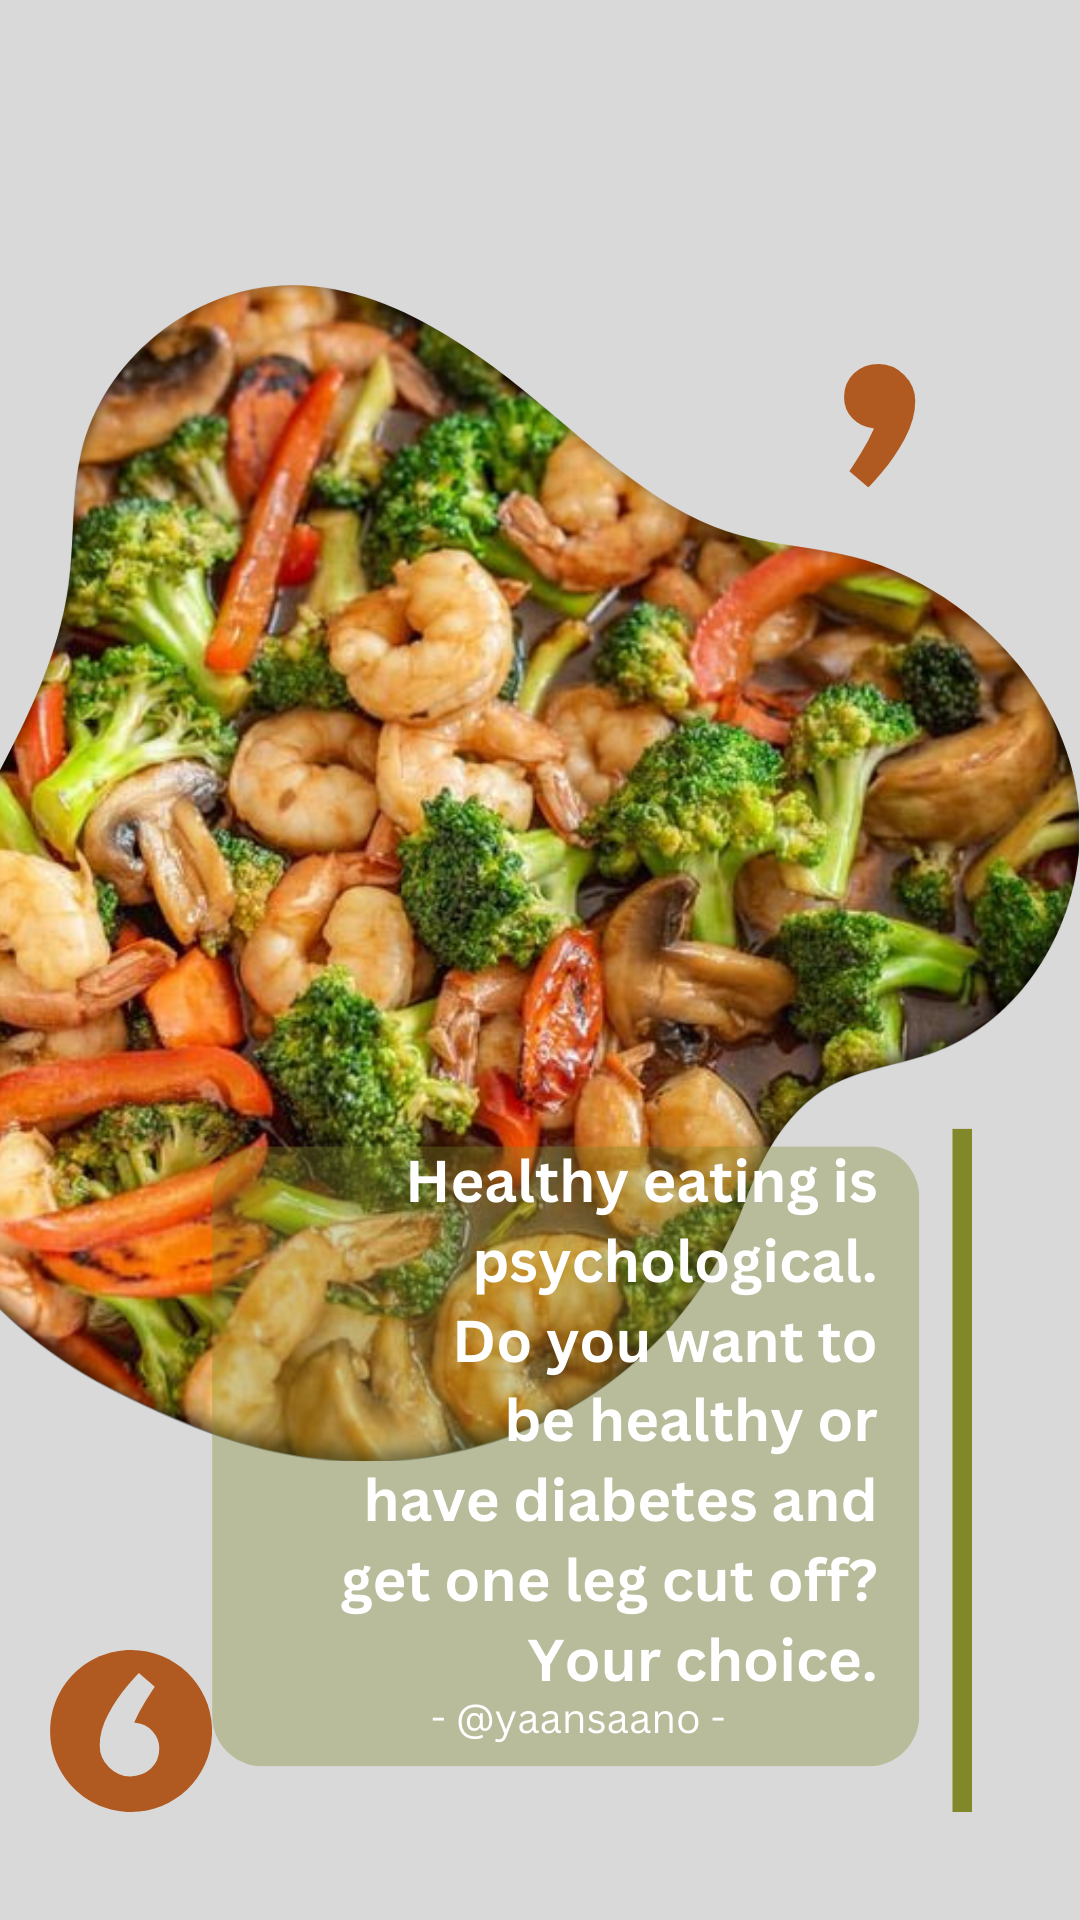 ’
Healthy eating is
psychological.
Do you want to
be healthy or
have diabetes and
get one leg cut off?
Your choice.
- @yaansaano -
‘